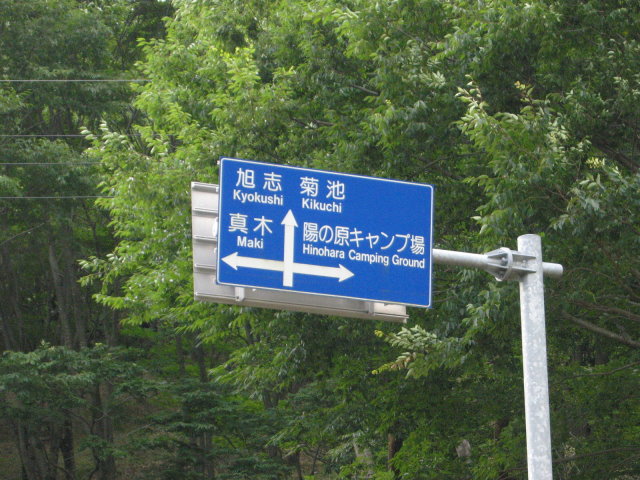 旭志 菊池
Kyokushi Kikuchi
真木
Maki
陽の原キャンプ場
Hinohara Camping Ground